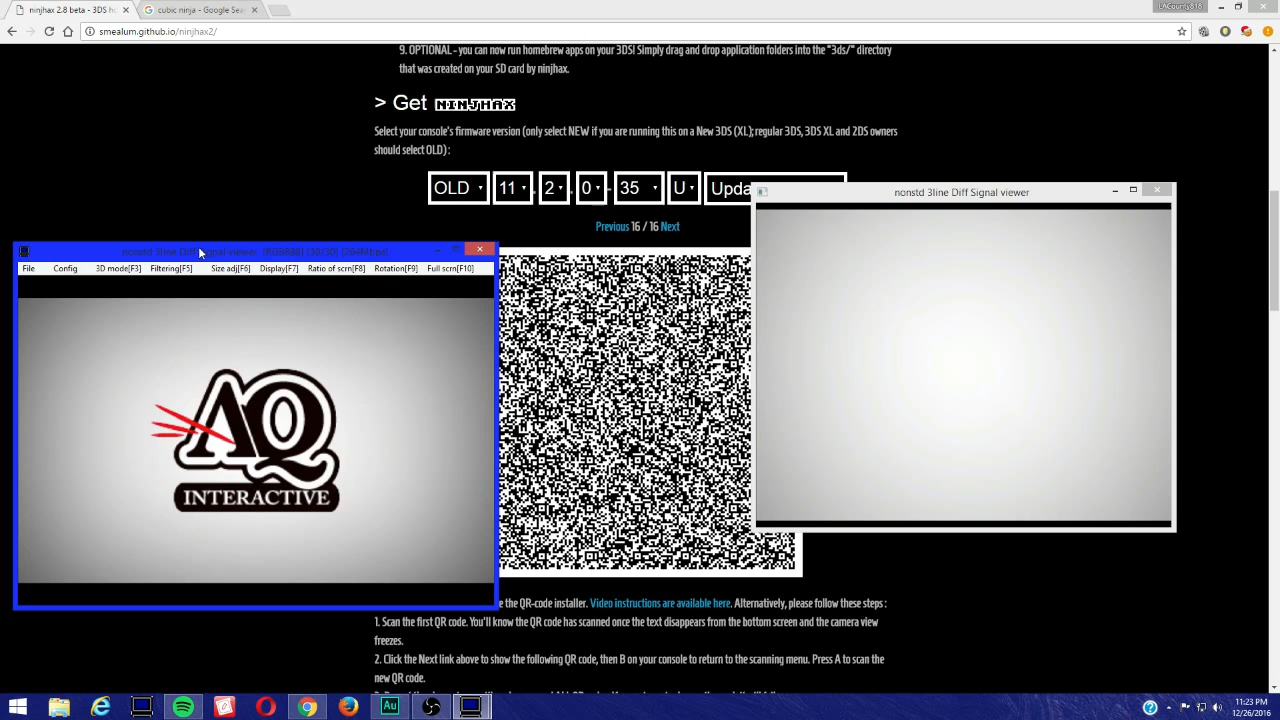 ninjhax 2.8 beta - 3DS ho
cubic ninja - Google Sea
LACounty818
smealum.github.io/ninjhax2/
9. OPTIONAL - you can now run homebrew apps on your 3DS! Simply drag and drop application folders into the "3ds/" directory
that was created on your SD card by ninjhax.
> Get NINJHAX
Select your console's firmware version (only select NEW if you are running this on a New 3DS (XL); regular 3DS, 3DS XL and 2DS owners
should select OLD) :
OLD 11 . 2 . 0 - 35 U Upda
Previous 16 / 16 Next
nonstd 3line Diff Signal viewer
nonstd 3line Diff Signal viewer
File Config 3D mode[F3] Filtering[F5] Size adj[F6] Display[F7] Ratio of scrn[F8] Rotation[F9] Full scrn[F10]
AQ
INTERACTIVE
e the QR-code installer. Video instructions are available here. Alternatively, please follow these steps :
1. Scan the first QR code. You'll know the QR code has scanned once the text disappears from the bottom screen and the camera view
freezes.
2. Click the Next link above to show the following QR code, then B on your console to return to the scanning menu. Press A to scan the
new QR code.
Au
11:23 PM
12/26/2016